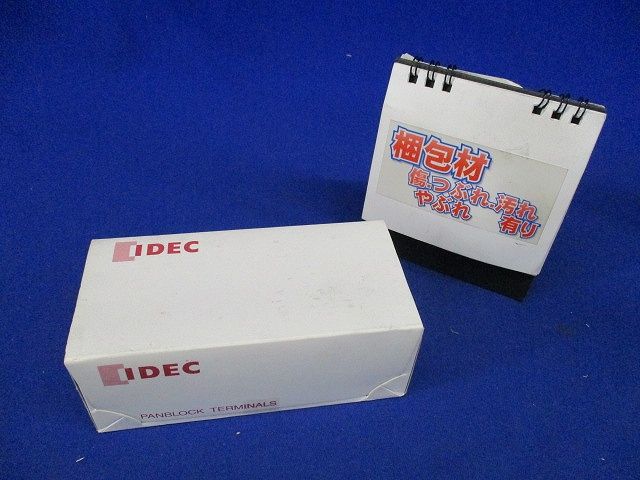 IDEC
IDEC
PANBLOCK TERMINALS
梱包材
傷・つぶれ・汚れ
やぶれ 有り